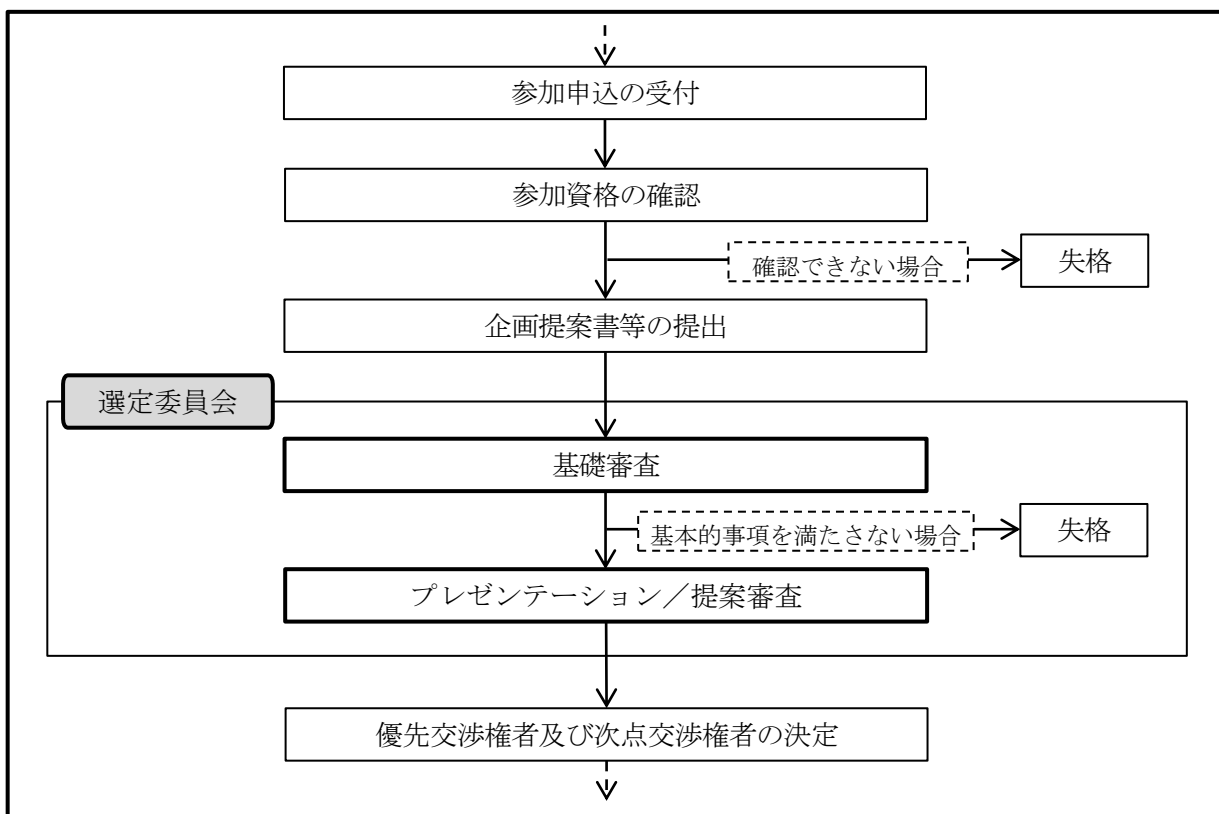 参加申込の受付
参加資格の確認
確認できない場合
失格
企画提案書等の提出
選定委員会
基礎審査
基本的事項を満たさない場合
失格
プレゼンテーション／提案審査
優先交渉権者及び次点交渉権者の決定